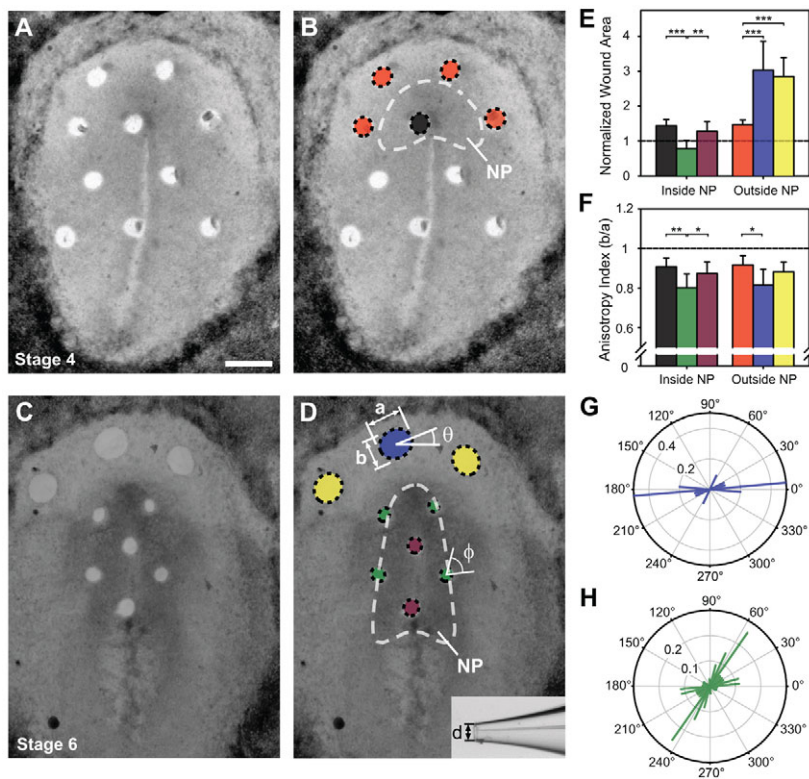 A
Stage 4
B
NP
E
Normalized Wound Area
4
3
2
1
0
*** **
***
***
Inside NP
Outside NP
F
Anisotropy Index (b/a)
1.2
1
0.8
0.6
0
** *
*
Inside NP
Outside NP
C
Stage 6
D
a
b
θ
ϕ
NP
d
G
90°
120° 60°
150° 30°
0.4
0.2
180° 0°
210° 330°
240° 300°
270°
H
90°
120° 60°
150° 30°
0.2
0.1
180° 0°
210° 330°
240° 300°
270°